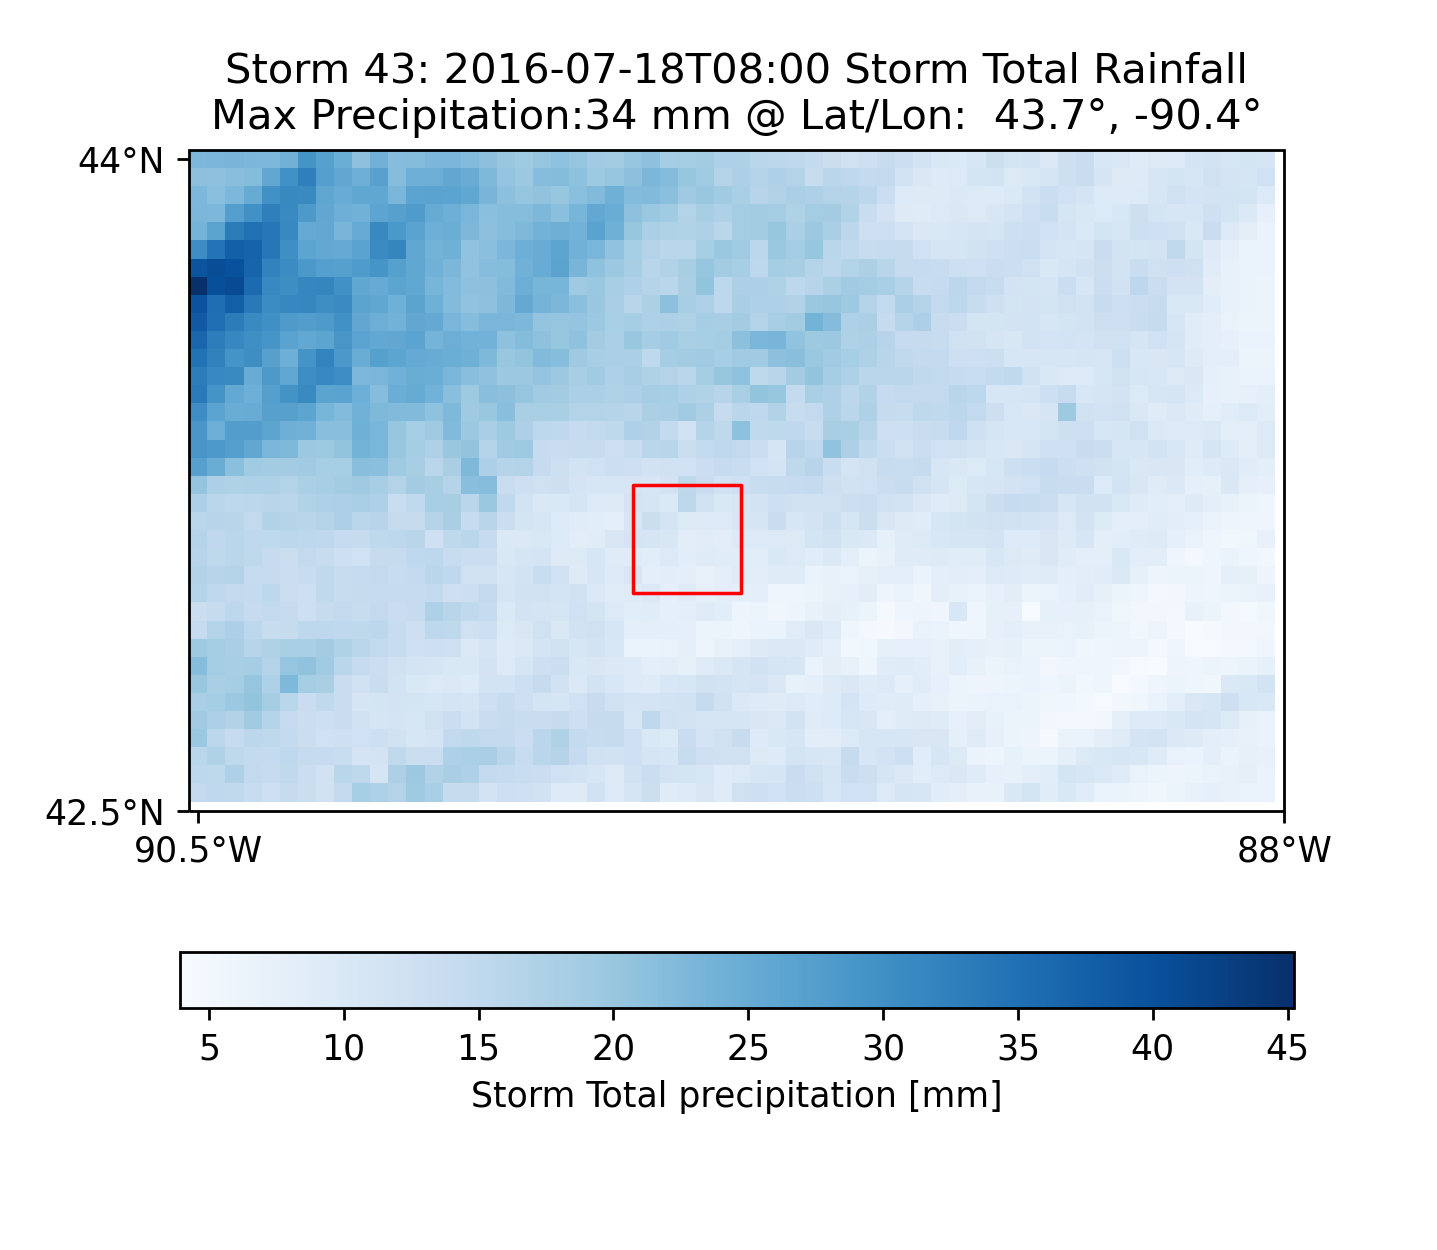 Storm 43: 2016-07-18T08:00 Storm Total Rainfall
Max Precipitation:34 mm @ Lat/Lon:  43.7°, -90.4°
44°N
42.5°N
90.5°W
88°W
5 10 15 20 25 30 35 40 45
Storm Total precipitation [mm]